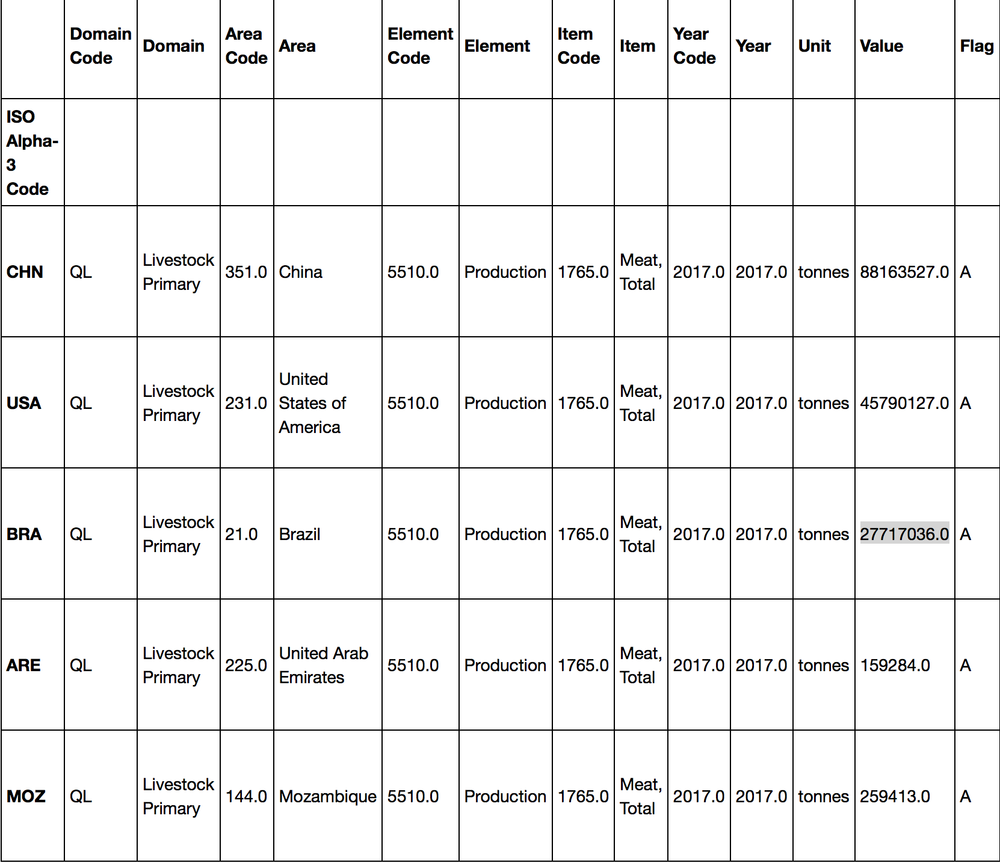 Domain Code Domain Area Code Area Element Code Element Item Code Item Year Code Year Unit Value Flag
ISO Alpha-3 Code
CHN QL Livestock Primary 351.0 China 5510.0 Production 1765.0 Meat, Total 2017.0 2017.0 tonnes 88163527.0 A
USA QL Livestock Primary 231.0 United States of America 5510.0 Production 1765.0 Meat, Total 2017.0 2017.0 tonnes 45790127.0 A
BRA QL Livestock Primary 21.0 Brazil 5510.0 Production 1765.0 Meat, Total 2017.0 2017.0 tonnes 27717036.0 A
ARE QL Livestock Primary 225.0 United Arab Emirates 5510.0 Production 1765.0 Meat, Total 2017.0 2017.0 tonnes 159284.0 A
MOZ QL Livestock Primary 144.0 Mozambique 5510.0 Production 1765.0 Meat, Total 2017.0 2017.0 tonnes 259413.0 A